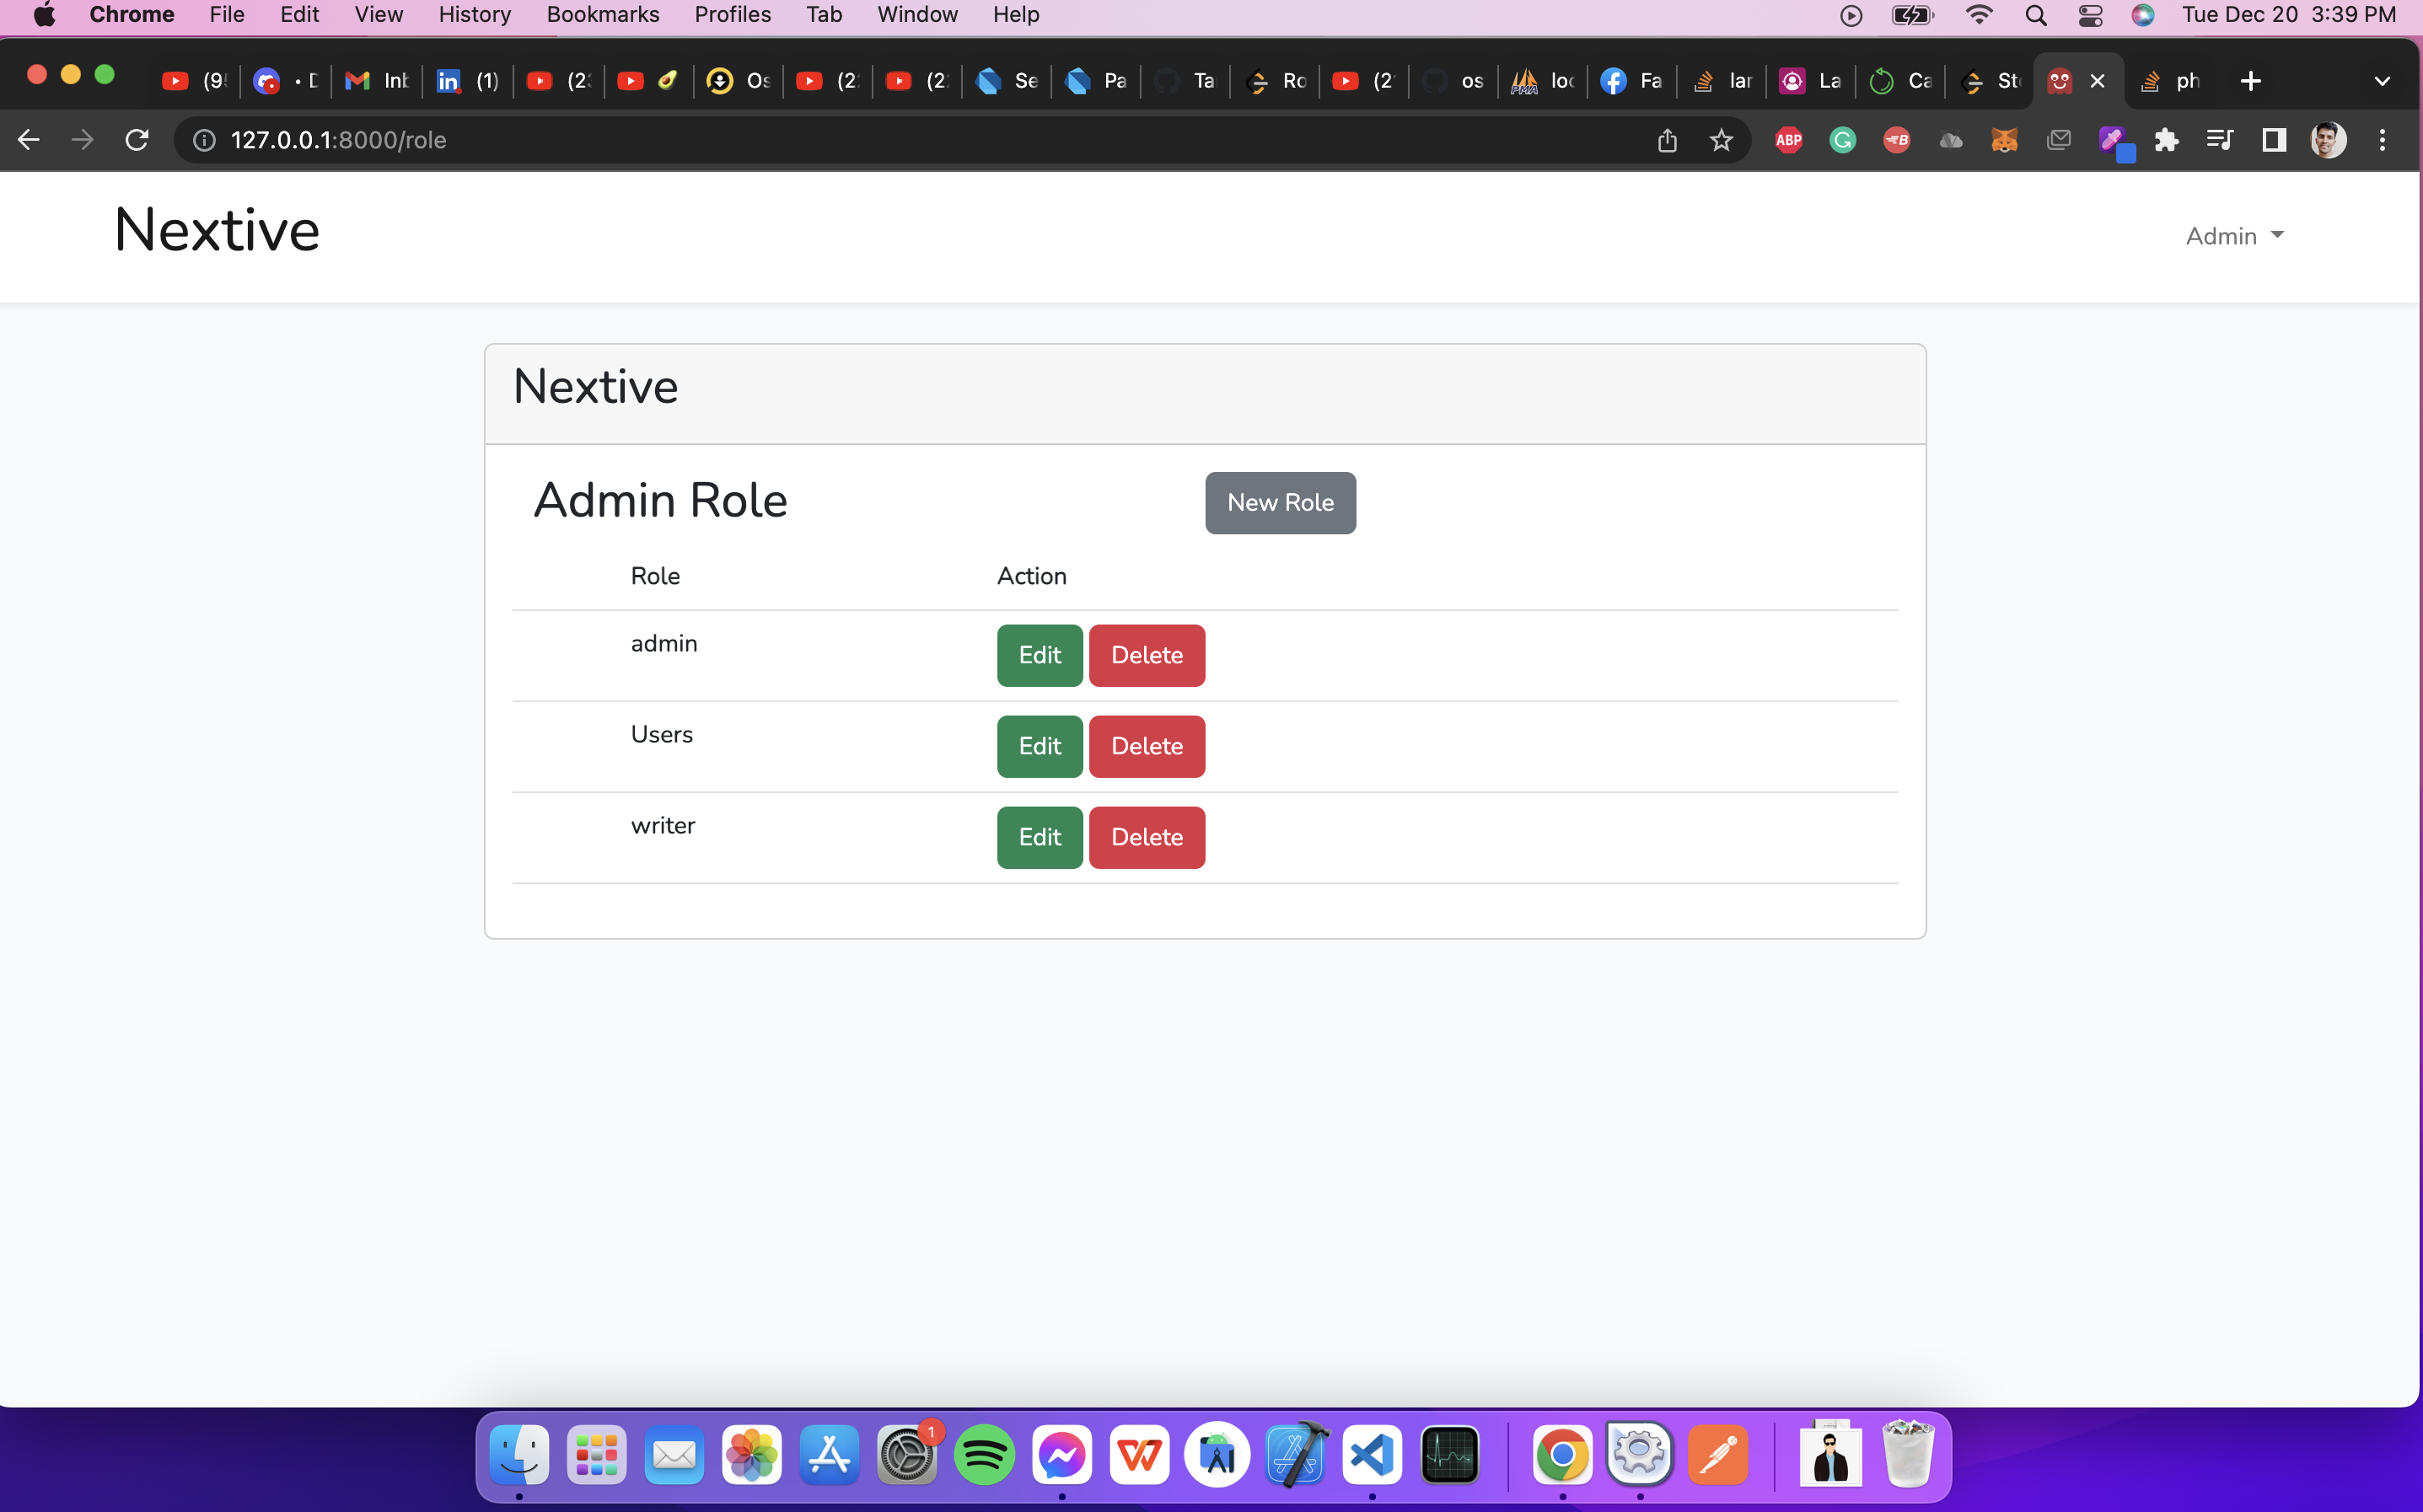 Chrome File Edit View History Bookmarks Profiles Tab Window Help Tue Dec 20 3:39 PM
(9 • D Inb (1) (2 Os (2 (2 Se Pa Ta Ro (2 os loc Fa lar La Ca St ph
127.0.0.1:8000/role ABP
Nextive Admin
Nextive
Admin Role New Role
Role Action
admin Edit Delete
Users Edit Delete
writer Edit Delete
1